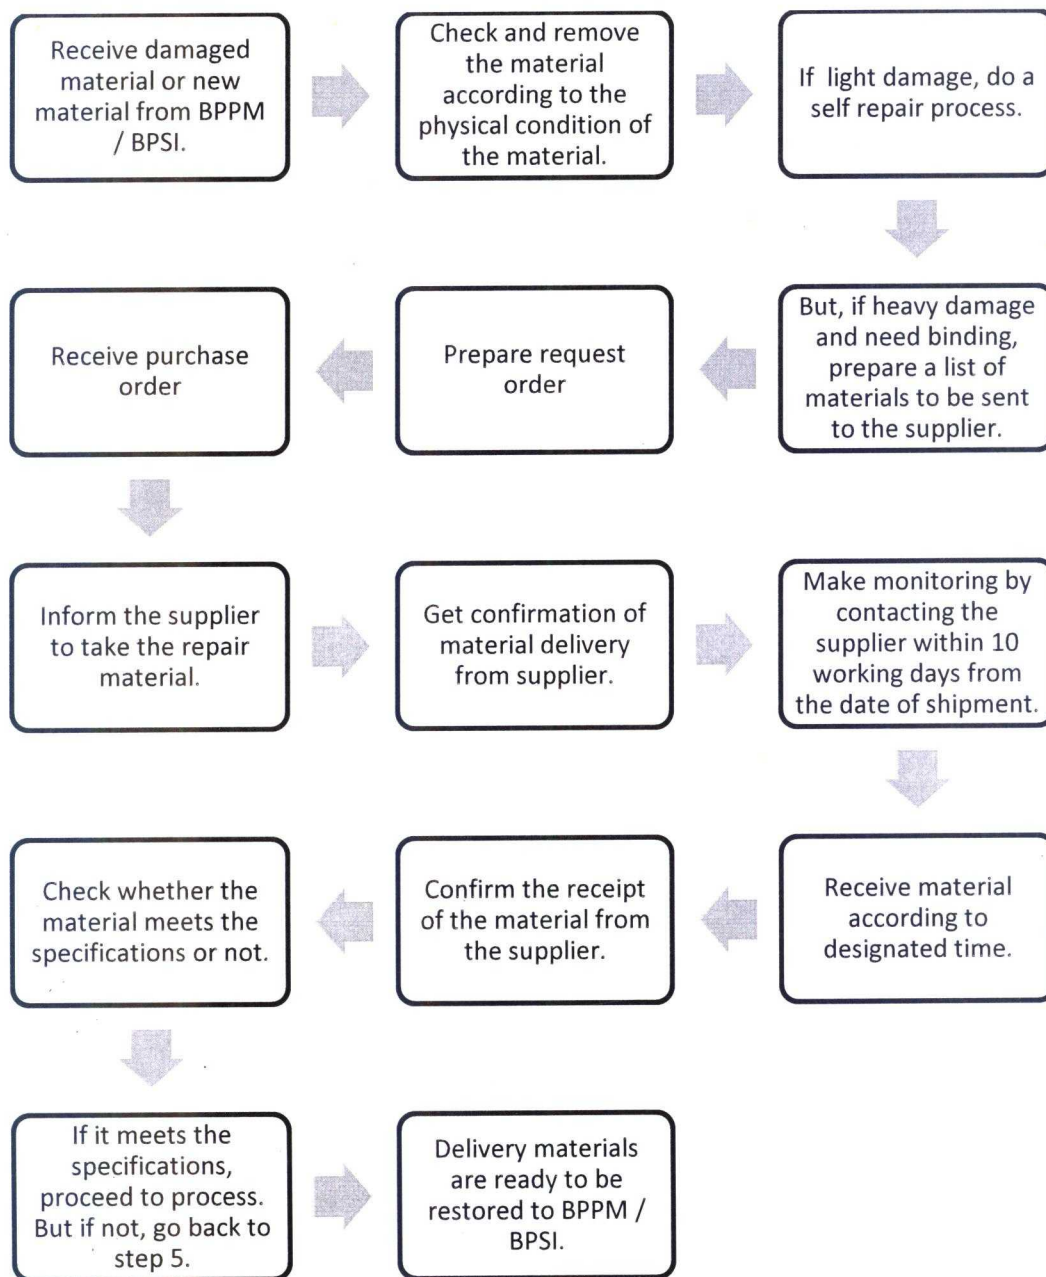 Receive damaged
material or new
material from BPPM
/ BPSI.
Check and remove
the material
according to the
physical condition of
the material.
If light damage, do a
self repair process.
But, if heavy damage
and need binding,
prepare a list of
materials to be sent
to the supplier.
Prepare request
order
Receive purchase
order
Inform the supplier
to take the repair
material.
Get confirmation of
material delivery
from supplier.
Make monitoring by
contacting the
supplier within 10
working days from
the date of shipment.
Receive material
according to
designated time.
Confirm the receipt
of the material from
the supplier.
Check whether the
material meets the
specifications or not.
If it meets the
specifications,
proceed to process.
But if not, go back to
step 5.
Delivery materials
are ready to be
restored to BPPM /
BPSI.